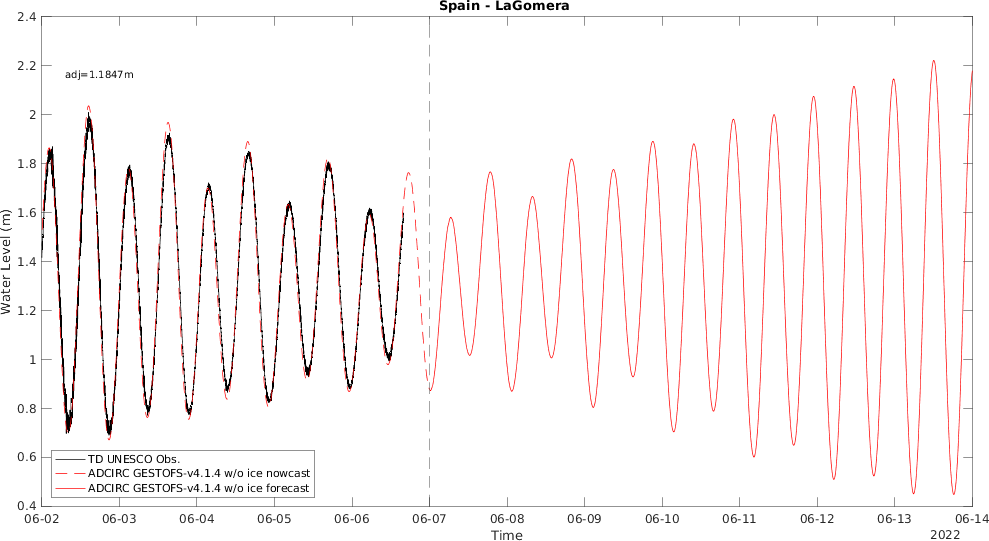 Spain - LaGomera
2.4
2.2
2
1.8
1.6
1.4
1.2
1
0.8
0.6
0.4
Water Level (m)
adj=1.1847m
TD UNESCO Obs.
ADCIRC GESTOFS-v4.1.4 w/o ice nowcast
ADCIRC GESTOFS-v4.1.4 w/o ice forecast
06-02 06-03 06-04 06-05 06-06 06-07 06-08 06-09 06-10 06-11 06-12 06-13 06-14
Time
2022